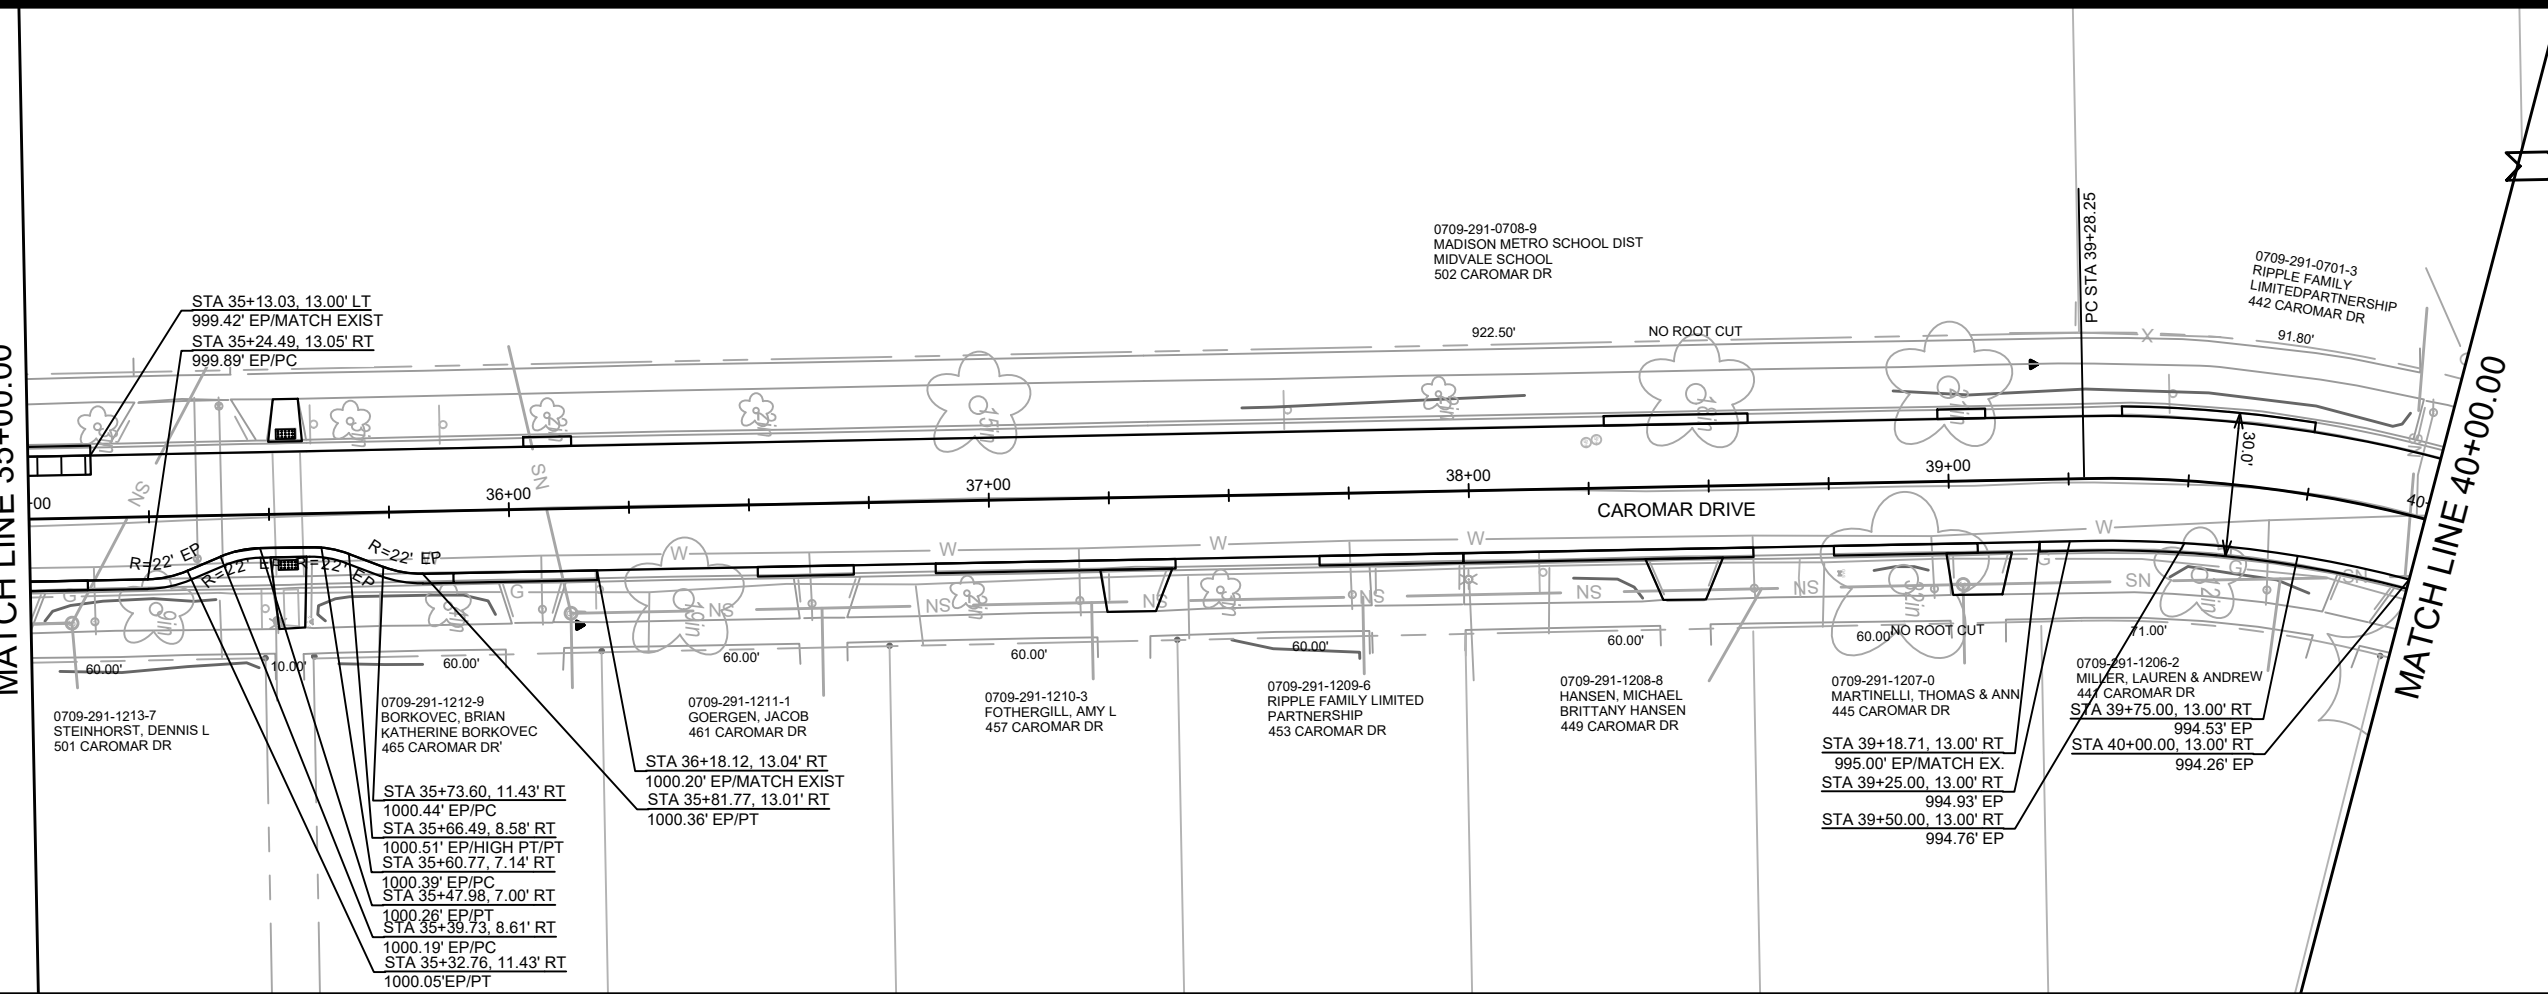 MATCH LINE 35+00.00
STA 35+13.03, 13.00' LT
999.42' EP/MATCH EXIST
STA 35+24.49, 13.05' RT
999.89' EP/PC
0709-291-0708-9
MADISON METRO SCHOOL DIST
MIDVALE SCHOOL
502 CAROMAR DR
922.50'
NO ROOT CUT
PC STA 39+28.25
0709-291-0701-3
RIPPLE FAMILY
LIMITEDPARTNERSHIP
442 CAROMAR DR
91.80'
X
15in
18in
30.0'
MATCH LINE 40+00.00
-00
36+00
37+00
38+00
39+00
40+
CAROMAR DRIVE
SN
SN
R=22' EP
R=22' EP
R=22' EP
R=22' EP
W
W
W
W
W
G
G
G
NS
NS
NS
NS
NS
SN
SN
9in
19in
32in
12in
NO ROOT CUT
60.00'
10.00'
60.00'
60.00'
60.00'
60.00'
60.00'
60.00'
71.00'
0709-291-1213-7
STEINHORST, DENNIS L
501 CAROMAR DR
0709-291-1212-9
BORKOVEC, BRIAN
KATHERINE BORKOVEC
465 CAROMAR DR'
0709-291-1211-1
GOERGEN, JACOB
461 CAROMAR DR
0709-291-1210-3
FOTHERGILL, AMY L
457 CAROMAR DR
0709-291-1209-6
RIPPLE FAMILY LIMITED
PARTNERSHIP
453 CAROMAR DR
0709-291-1208-8
HANSEN, MICHAEL
BRITTANY HANSEN
449 CAROMAR DR
0709-291-1207-0
MARTINELLI, THOMAS & ANN
445 CAROMAR DR
0709-291-1206-2
MILLER, LAUREN & ANDREW
441 CAROMAR DR
STA 35+73.60, 11.43' RT
1000.44' EP/PC
STA 35+66.49, 8.58' RT
1000.51' EP/HIGH PT/PT
STA 35+60.77, 7.14' RT
1000.39' EP/PC
STA 35+47.98, 7.00' RT
1000.26' EP/PT
STA 35+39.73, 8.61' RT
1000.19' EP/PC
STA 35+32.76, 11.43' RT
1000.05'EP/PT
STA 36+18.12, 13.04' RT
1000.20' EP/MATCH EXIST
STA 35+81.77, 13.01' RT
1000.36' EP/PT
STA 39+18.71, 13.00' RT
995.00' EP/MATCH EX.
STA 39+25.00, 13.00' RT
994.93' EP
STA 39+50.00, 13.00' RT
994.76' EP
STA 39+75.00, 13.00' RT
994.53' EP
STA 40+00.00, 13.00' RT
994.26' EP